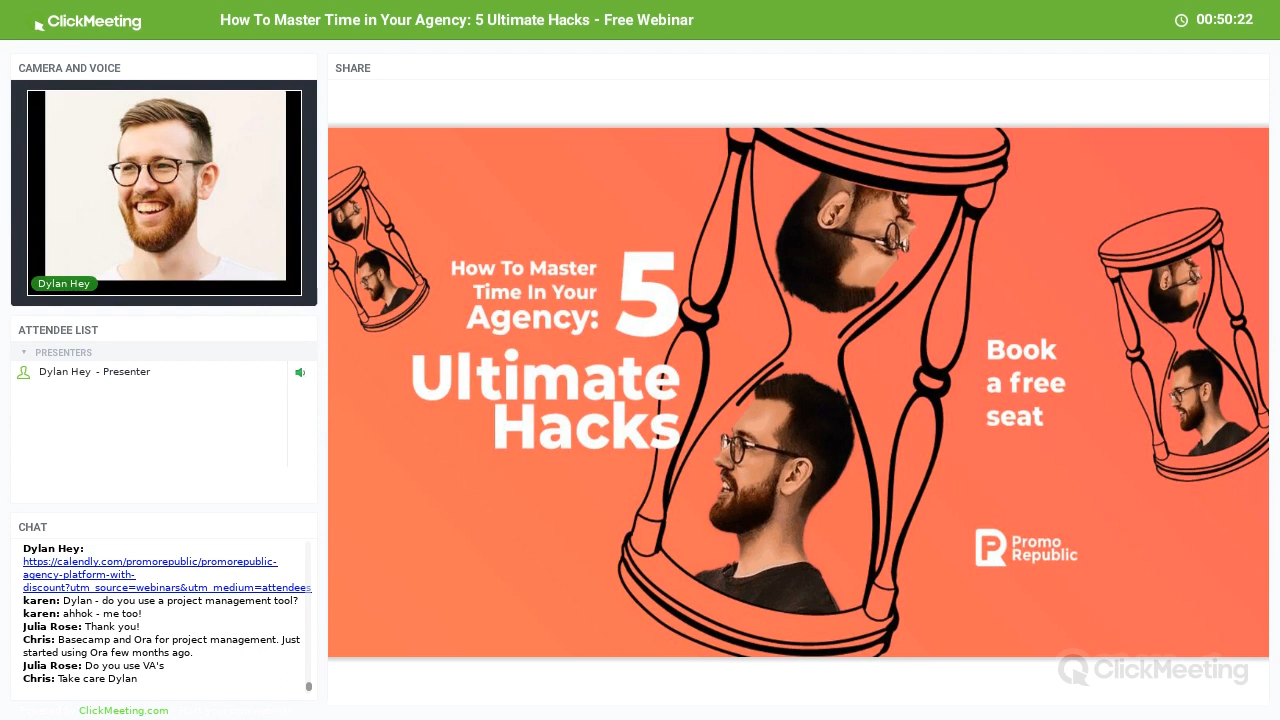 ClickMeeting
How To Master Time in Your Agency: 5 Ultimate Hacks - Free Webinar
00:50:22
CAMERA AND VOICE
Dylan Hey
ATTENDEE LIST
PRESENTERS
Dylan Hey - Presenter
CHAT
Dylan Hey:
https://calendly.com/promorepublic/promorepublic-
agency-platform-with-
discount?utm_source=webinars&utm_medium=attendees
karen: Dylan - do you use a project management tool?
karen: ahhok - me too!
Julia Rose: Thank you!
Chris: Basecamp and Ora for project management. Just
started using Ora few months ago.
Julia Rose: Do you use VA's
Chris: Take care Dylan
ClickMeeting.com
SHARE
How To Master
Time In Your
Agency: 5
Ultimate
Hacks
Book
a free
seat
Promo
Republic
ClickMeeting